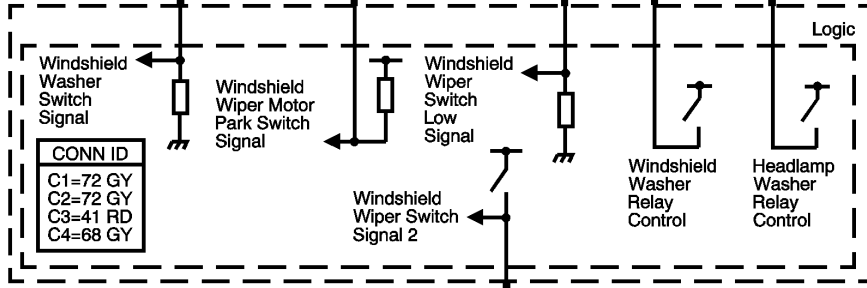 Logic
Windshield
Washer
Switch
Signal
Windshield
Wiper Motor
Park Switch
Signal
Windshield
Wiper
Switch
Low
Signal
CONN ID
C1=72 GY
C2=72 GY
C3=41 RD
C4=68 GY
Windshield
Wiper Switch
Signal 2
Windshield
Washer
Relay
Control
Headlamp
Washer
Relay
Control